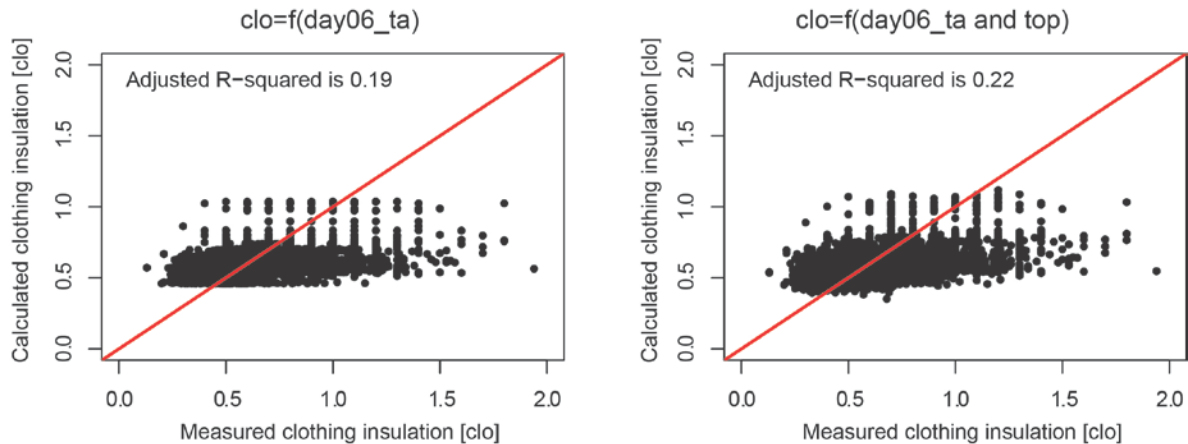 clo=f(day06_ta)
Adjusted R−squared is 0.19
Calculated clothing insulation [clo]
2.0
1.5
1.0
0.5
0.0
0.0 0.5 1.0 1.5 2.0
Measured clothing insulation [clo]
clo=f(day06_ta and top)
Adjusted R−squared is 0.22
Calculated clothing insulation [clo]
2.0
1.5
1.0
0.5
0.0
0.0 0.5 1.0 1.5 2.0
Measured clothing insulation [clo]